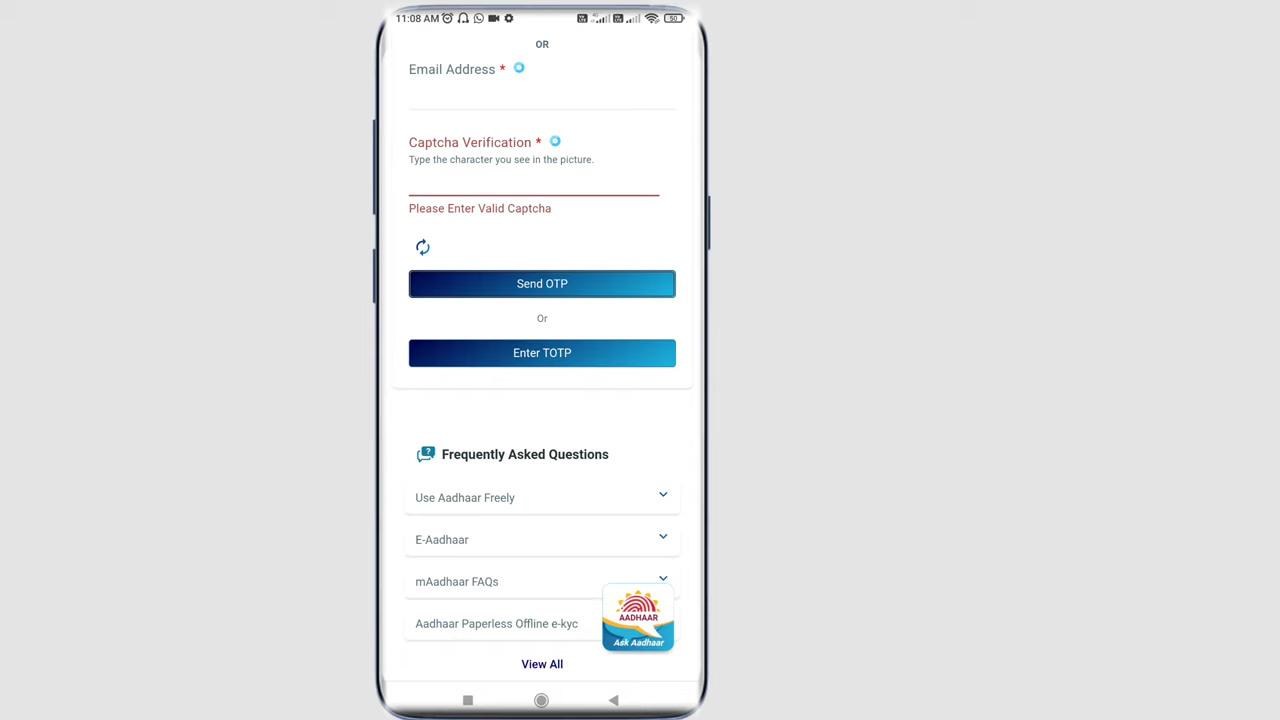 11:08 AM
50
OR
Email Address *
Captcha Verification *
Type the character you see in the picture.
Please Enter Valid Captcha
Send OTP
Or
Enter TOTP
Frequently Asked Questions
Use Aadhaar Freely
E-Aadhaar
mAadhaar FAQs
Aadhaar Paperless Offline e-kyc
AADHAAR
Ask Aadhaar
View All